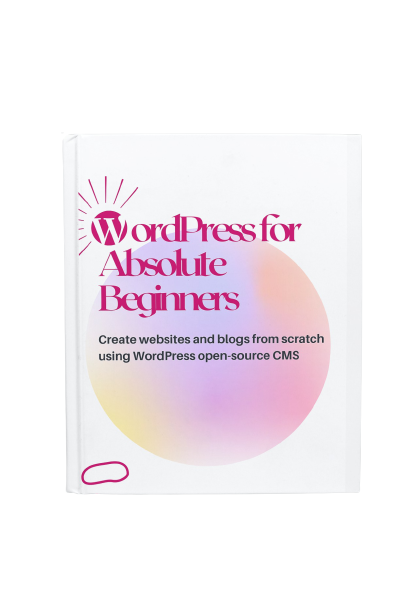 WordPress for
Absolute
Beginners
Create websites and blogs from scratch
using WordPress open-source CMS